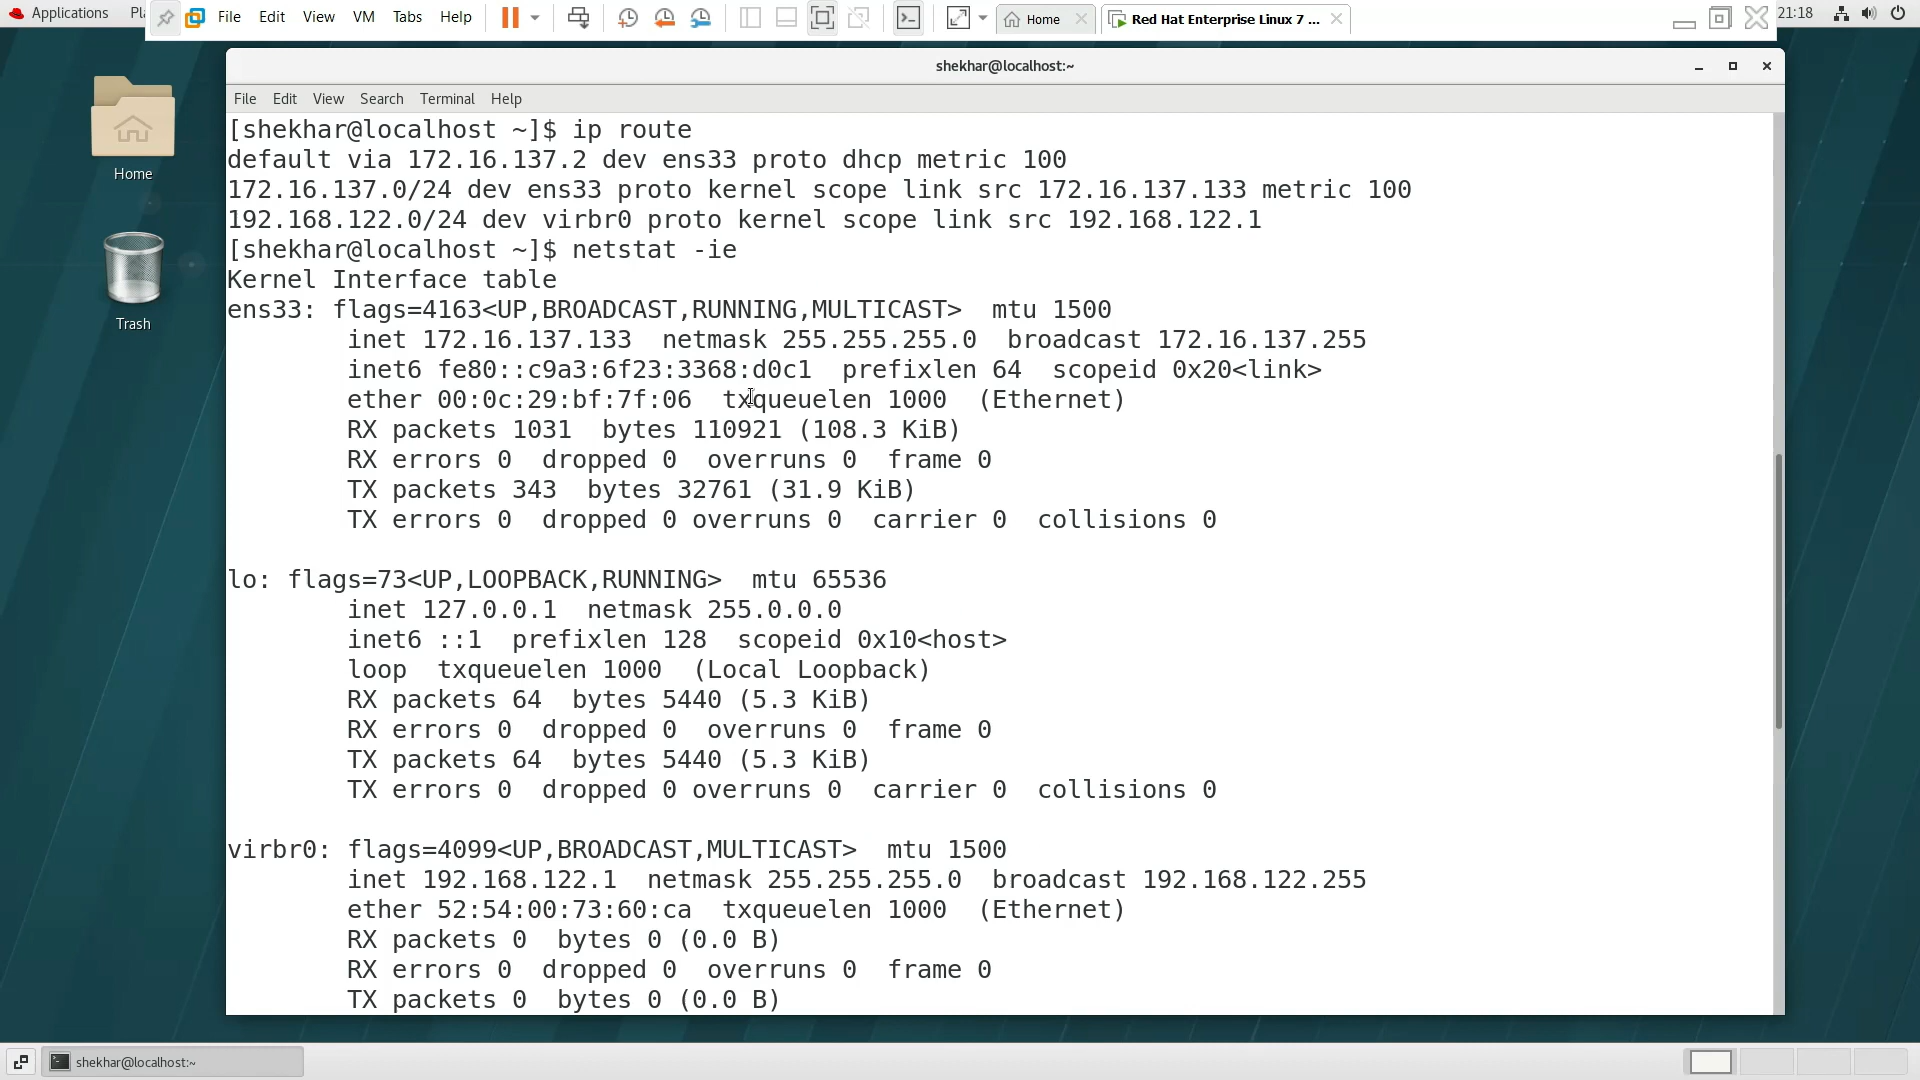 Applications Pl
File Edit View VM Tabs Help
Home
Red Hat Enterprise Linux 7 ...
21:18
shekhar@localhost:~
File Edit View Search Terminal Help
Home
Trash
[shekhar@localhost ~]$ ip route
default via 172.16.137.2 dev ens33 proto dhcp metric 100
172.16.137.0/24 dev ens33 proto kernel scope link src 172.16.137.133 metric 100
192.168.122.0/24 dev virbr0 proto kernel scope link src 192.168.122.1
[shekhar@localhost ~]$ netstat -ie
Kernel Interface table
ens33: flags=4163<UP,BROADCAST,RUNNING,MULTICAST>  mtu 1500
        inet 172.16.137.133  netmask 255.255.255.0  broadcast 172.16.137.255
        inet6 fe80::c9a3:6f23:3368:d0c1  prefixlen 64  scopeid 0x20<link>
        ether 00:0c:29:bf:7f:06  txqueuelen 1000  (Ethernet)
        RX packets 1031  bytes 110921 (108.3 KiB)
        RX errors 0  dropped 0  overruns 0  frame 0
        TX packets 343  bytes 32761 (31.9 KiB)
        TX errors 0  dropped 0 overruns 0  carrier 0  collisions 0
lo: flags=73<UP,LOOPBACK,RUNNING>  mtu 65536
        inet 127.0.0.1  netmask 255.0.0.0
        inet6 ::1  prefixlen 128  scopeid 0x10<host>
        loop  txqueuelen 1000  (Local Loopback)
        RX packets 64  bytes 5440 (5.3 KiB)
        RX errors 0  dropped 0  overruns 0  frame 0
        TX packets 64  bytes 5440 (5.3 KiB)
        TX errors 0  dropped 0 overruns 0  carrier 0  collisions 0
virbr0: flags=4099<UP,BROADCAST,MULTICAST>  mtu 1500
        inet 192.168.122.1  netmask 255.255.255.0  broadcast 192.168.122.255
        ether 52:54:00:73:60:ca  txqueuelen 1000  (Ethernet)
        RX packets 0  bytes 0 (0.0 B)
        RX errors 0  dropped 0  overruns 0  frame 0
        TX packets 0  bytes 0 (0.0 B)
shekhar@localhost:~